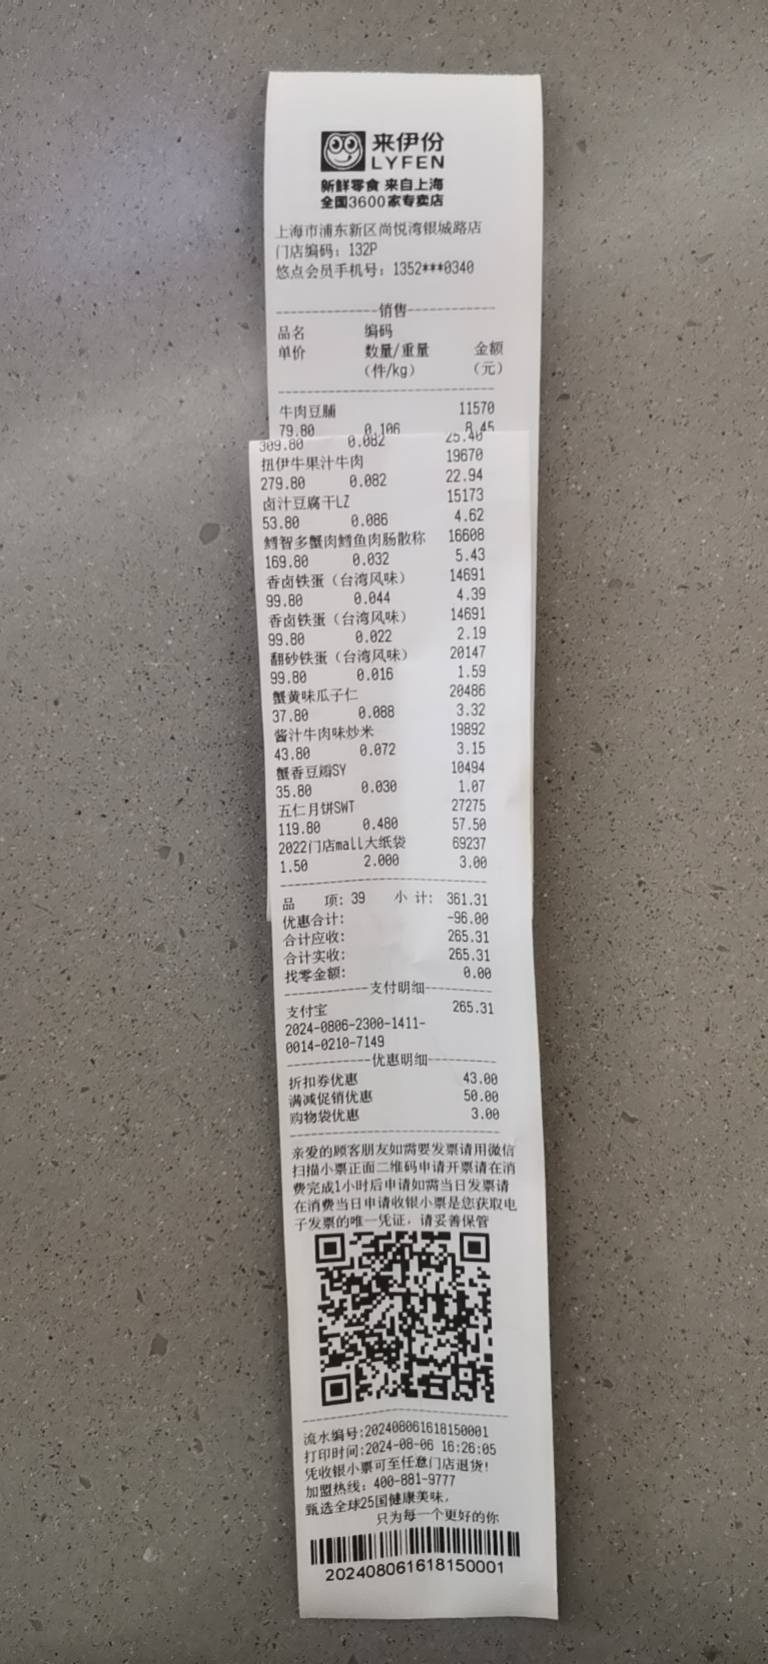 来伊份
LYFEN
新鲜零食 来自上海
全国3600家专卖店
上海市浦东新区尚悦湾银城路店
门店编码: 132P
悠点会员手机号: 1352***0340
销售
品名 编码
单价 数量/重量 金额
(件/kg) (元)
牛肉豆脯 11570
79.80 0.106 8.45
309.80 0.082 25.40
扭伊牛果汁牛肉 19670
279.80 0.082 22.94
卤汁豆腐干LZ 15173
53.80 0.086 4.62
鳕智多蟹肉鳕鱼肉肠散称 16608
169.80 0.032 5.43
香卤铁蛋(台湾风味) 14691
99.80 0.044 4.39
香卤铁蛋(台湾风味) 14691
99.80 0.022 2.19
翻砂铁蛋(台湾风味) 20147
99.80 0.016 1.59
蟹黄味瓜子仁 20486
37.80 0.088 3.32
酱汁牛肉味炒米 19892
43.80 0.072 3.15
蟹香豆瓣SY 10494
35.80 0.030 1.07
五仁月饼SWT 27275
119.80 0.480 57.50
2022门店mall大纸袋 69237
1.50 2.000 3.00
品 项: 39 小 计: 361.31
优惠合计: -96.00
合计应收: 265.31
合计实收: 265.31
找零金额: 0.00
支付明细
支付宝 265.31
2024-0806-2300-1411-
0014-0210-7149
优惠明细
折扣券优惠 43.00
满减促销优惠 50.00
购物袋优惠 3.00
亲爱的顾客朋友如需要发票请用微信
扫描小票正面二维码申请开票请在消
费完成1小时后申请如需当日发票请
在消费当日申请收银小票是您获取电
子发票的唯一凭证, 请妥善保管
流水编号:202408061618150001
打印时间:2024-08-06 16:26:05
凭收银小票可至任意门店退货!
加盟热线: 400-881-9777
甄选全球25国健康美味,
只为每一个更好的你
202408061618150001